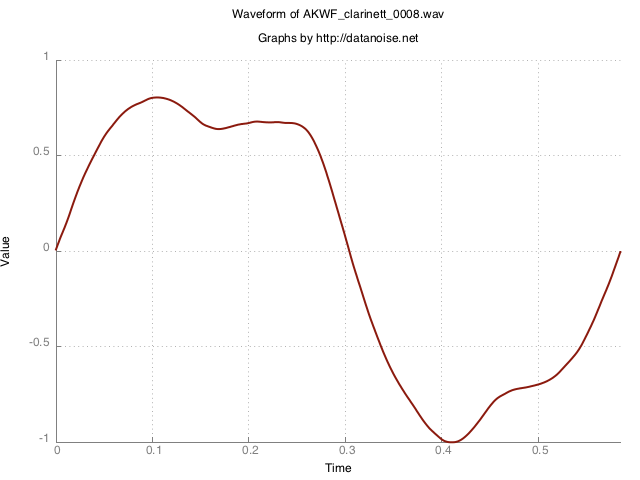 Waveform of AKWF_clarinett_0008.wav
Graphs by http://datanoise.net
1
0.5
0
-0.5
-1
Value
0 0.1 0.2 0.3 0.4 0.5
Time